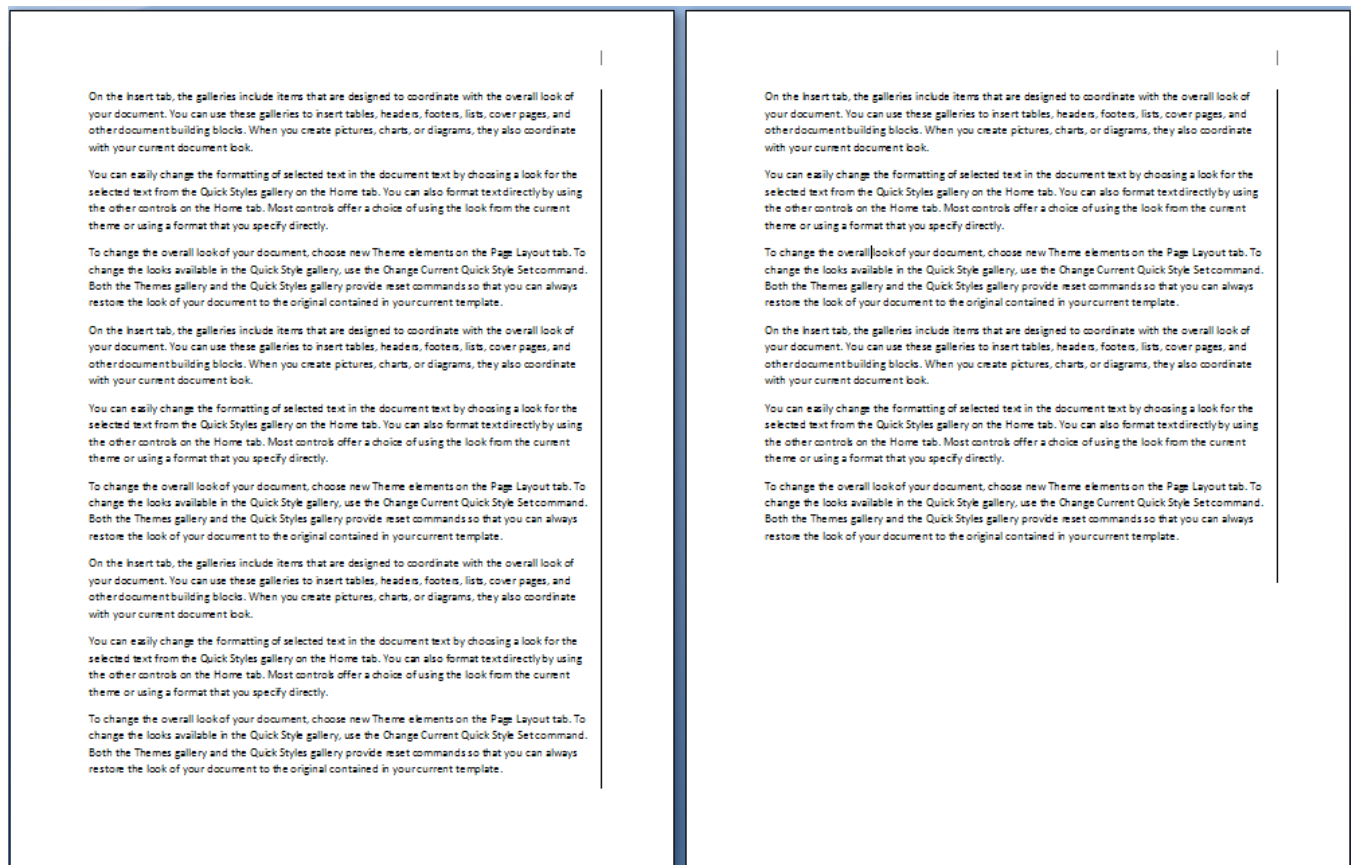 On the Insert tab, the galleries include items that are designed to coordinate with the overall look of
your document. You can use these galleries to insert tables, headers, footers, lists, cover pages, and
other document building blocks. When you create pictures, charts, or diagrams, they also coordinate
with your current document look.
You can easily change the formatting of selected text in the document text by choosing a look for the
selected text from the Quick Styles gallery on the Home tab. You can also format text directly by using
the other controls on the Home tab. Most controls offer a choice of using the look from the current
theme or using a format that you specify directly.
To change the overall look of your document, choose new Theme elements on the Page Layout tab. To
change the looks available in the Quick Style gallery, use the Change Current Quick Style Set command.
Both the Themes gallery and the Quick Styles gallery provide reset commands so that you can always
restore the look of your document to the original contained in your current template.
On the Insert tab, the galleries include items that are designed to coordinate with the overall look of
your document. You can use these galleries to insert tables, headers, footers, lists, cover pages, and
other document building blocks. When you create pictures, charts, or diagrams, they also coordinate
with your current document look.
You can easily change the formatting of selected text in the document text by choosing a look for the
selected text from the Quick Styles gallery on the Home tab. You can also format text directly by using
the other controls on the Home tab. Most controls offer a choice of using the look from the current
theme or using a format that you specify directly.
To change the overall look of your document, choose new Theme elements on the Page Layout tab. To
change the looks available in the Quick Style gallery, use the Change Current Quick Style Set command.
Both the Themes gallery and the Quick Styles gallery provide reset commands so that you can always
restore the look of your document to the original contained in your current template.
On the Insert tab, the galleries include items that are designed to coordinate with the overall look of
your document. You can use these galleries to insert tables, headers, footers, lists, cover pages, and
other document building blocks. When you create pictures, charts, or diagrams, they also coordinate
with your current document look.
You can easily change the formatting of selected text in the document text by choosing a look for the
selected text from the Quick Styles gallery on the Home tab. You can also format text directly by using
the other controls on the Home tab. Most controls offer a choice of using the look from the current
theme or using a format that you specify directly.
To change the overall look of your document, choose new Theme elements on the Page Layout tab. To
change the looks available in the Quick Style gallery, use the Change Current Quick Style Set command.
Both the Themes gallery and the Quick Styles gallery provide reset commands so that you can always
restore the look of your document to the original contained in your current template.
On the Insert tab, the galleries include items that are designed to coordinate with the overall look of
your document. You can use these galleries to insert tables, headers, footers, lists, cover pages, and
other document building blocks. When you create pictures, charts, or diagrams, they also coordinate
with your current document look.
You can easily change the formatting of selected text in the document text by choosing a look for the
selected text from the Quick Styles gallery on the Home tab. You can also format text directly by using
the other controls on the Home tab. Most controls offer a choice of using the look from the current
theme or using a format that you specify directly.
To change the overall look of your document, choose new Theme elements on the Page Layout tab. To
change the looks available in the Quick Style gallery, use the Change Current Quick Style Set command.
Both the Themes gallery and the Quick Styles gallery provide reset commands so that you can always
restore the look of your document to the original contained in your current template.
On the Insert tab, the galleries include items that are designed to coordinate with the overall look of
your document. You can use these galleries to insert tables, headers, footers, lists, cover pages, and
other document building blocks. When you create pictures, charts, or diagrams, they also coordinate
with your current document look.
You can easily change the formatting of selected text in the document text by choosing a look for the
selected text from the Quick Styles gallery on the Home tab. You can also format text directly by using
the other controls on the Home tab. Most controls offer a choice of using the look from the current
theme or using a format that you specify directly.
To change the overall look of your document, choose new Theme elements on the Page Layout tab. To
change the looks available in the Quick Style gallery, use the Change Current Quick Style Set command.
Both the Themes gallery and the Quick Styles gallery provide reset commands so that you can always
restore the look of your document to the original contained in your current template.